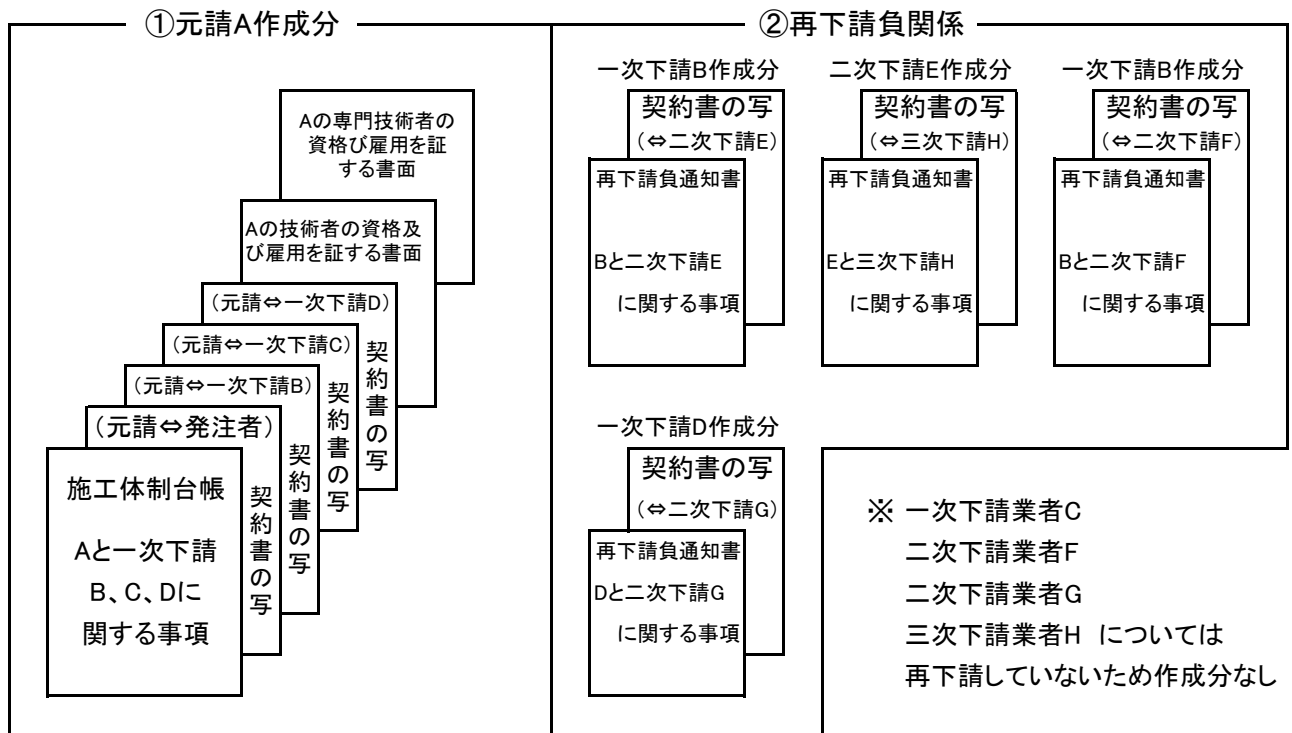 ①元請A作成分
Aの専門技術者の
資格び雇用を証
する書面
Aの技術者の資格及
び雇用を証する書面
(元請⇔一次下請D)
契約書の写
(元請⇔一次下請C)
契約書の写
(元請⇔一次下請B)
契約書の写
(元請⇔発注者)
契約書の写
施工体制台帳
Aと一次下請
B、C、Dに
関する事項
②再下請負関係
一次下請B作成分
契約書の写
(⇔二次下請E)
再下請負通知書
Bと二次下請E
に関する事項
二次下請E作成分
契約書の写
(⇔三次下請H)
再下請負通知書
Eと三次下請H
に関する事項
一次下請B作成分
契約書の写
(⇔二次下請F)
再下請負通知書
Bと二次下請F
に関する事項
一次下請D作成分
契約書の写
(⇔二次下請G)
再下請負通知書
Dと二次下請G
に関する事項
※ 一次下請業者C
二次下請業者F
二次下請業者G
三次下請業者H については
再下請していないため作成分なし